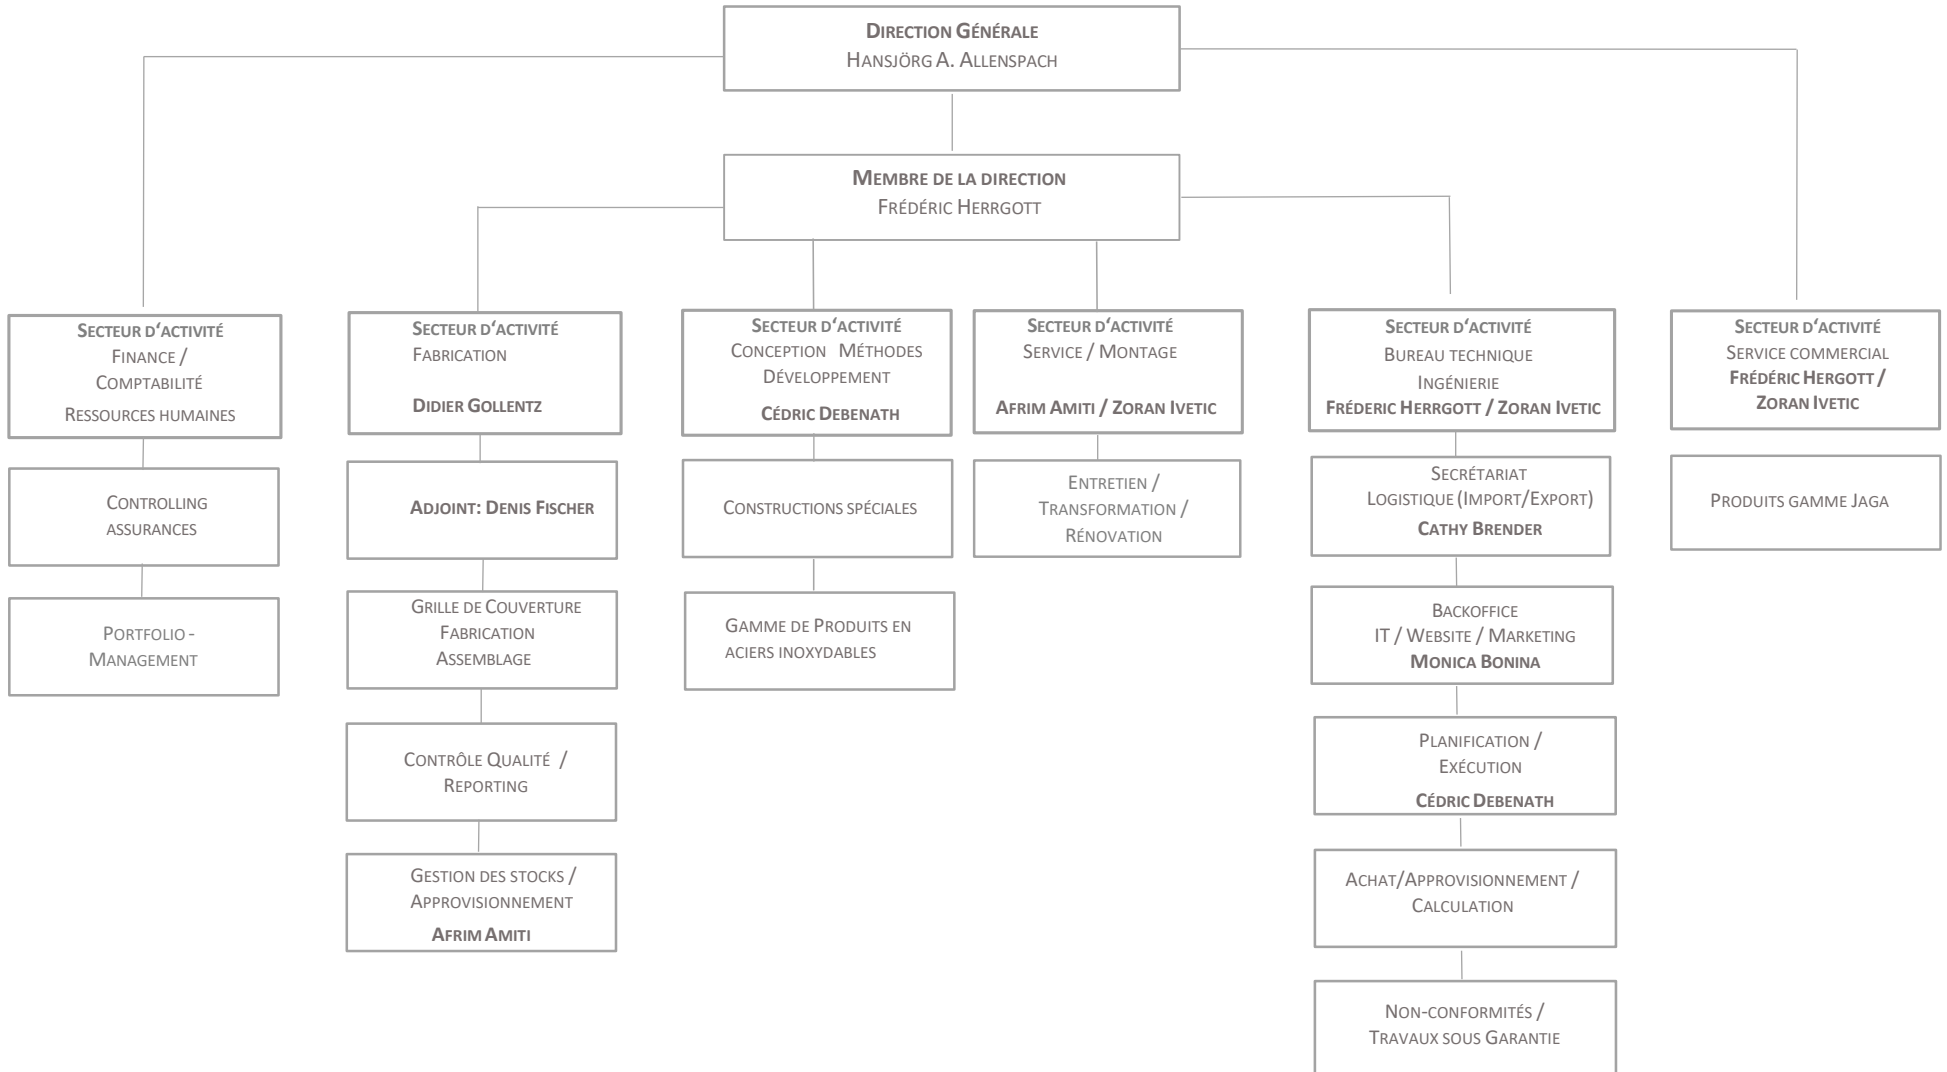 DIRECTION GÉNÉRALE
HANSJÖRG A. ALLENSPACH
MEMBRE DE LA DIRECTION
FRÉDÉRIC HERRGOTT
SECTEUR D'ACTIVITÉ
FINANCE /
COMPTABILITÉ
RESSOURCES HUMAINES
CONTROLLING
ASSURANCES
PORTFOLIO -
MANAGEMENT
SECTEUR D'ACTIVITÉ
FABRICATION
DIDIER GOLLENTZ
ADJOINT: DENIS FISCHER
GRILLE DE COUVERTURE
FABRICATION
ASSEMBLAGE
CONTRÔLE QUALITÉ /
REPORTING
GESTION DES STOCKS /
APPROVISIONNEMENT
AFRIM AMITI
SECTEUR D'ACTIVITÉ
CONCEPTION MÉTHODES
DÉVELOPPEMENT
CÉDRIC DEBENATH
CONSTRUCTIONS SPÉCIALES
GAMME DE PRODUITS EN
ACIERS INOXYDABLES
SECTEUR D'ACTIVITÉ
SERVICE / MONTAGE
AFRIM AMITI / ZORAN IVETIC
ENTRETIEN /
TRANSFORMATION /
RÉNOVATION
SECTEUR D'ACTIVITÉ
BUREAU TECHNIQUE
INGÉNIERIE
FRÉDERIC HERRGOTT / ZORAN IVETIC
SECRÉTARIAT
LOGISTIQUE (IMPORT/EXPORT)
CATHY BRENDER
BACKOFFICE
IT / WEBSITE / MARKETING
MONICA BONINA
PLANIFICATION /
EXÉCUTION
CÉDRIC DEBENATH
ACHAT/APPROVISIONNEMENT /
CALCULATION
NON-CONFORMITÉS /
TRAVAUX SOUS GARANTIE
SECTEUR D'ACTIVITÉ
SERVICE COMMERCIAL
FRÉDÉRIC HERGOTT /
ZORAN IVETIC
PRODUITS GAMME JAGA